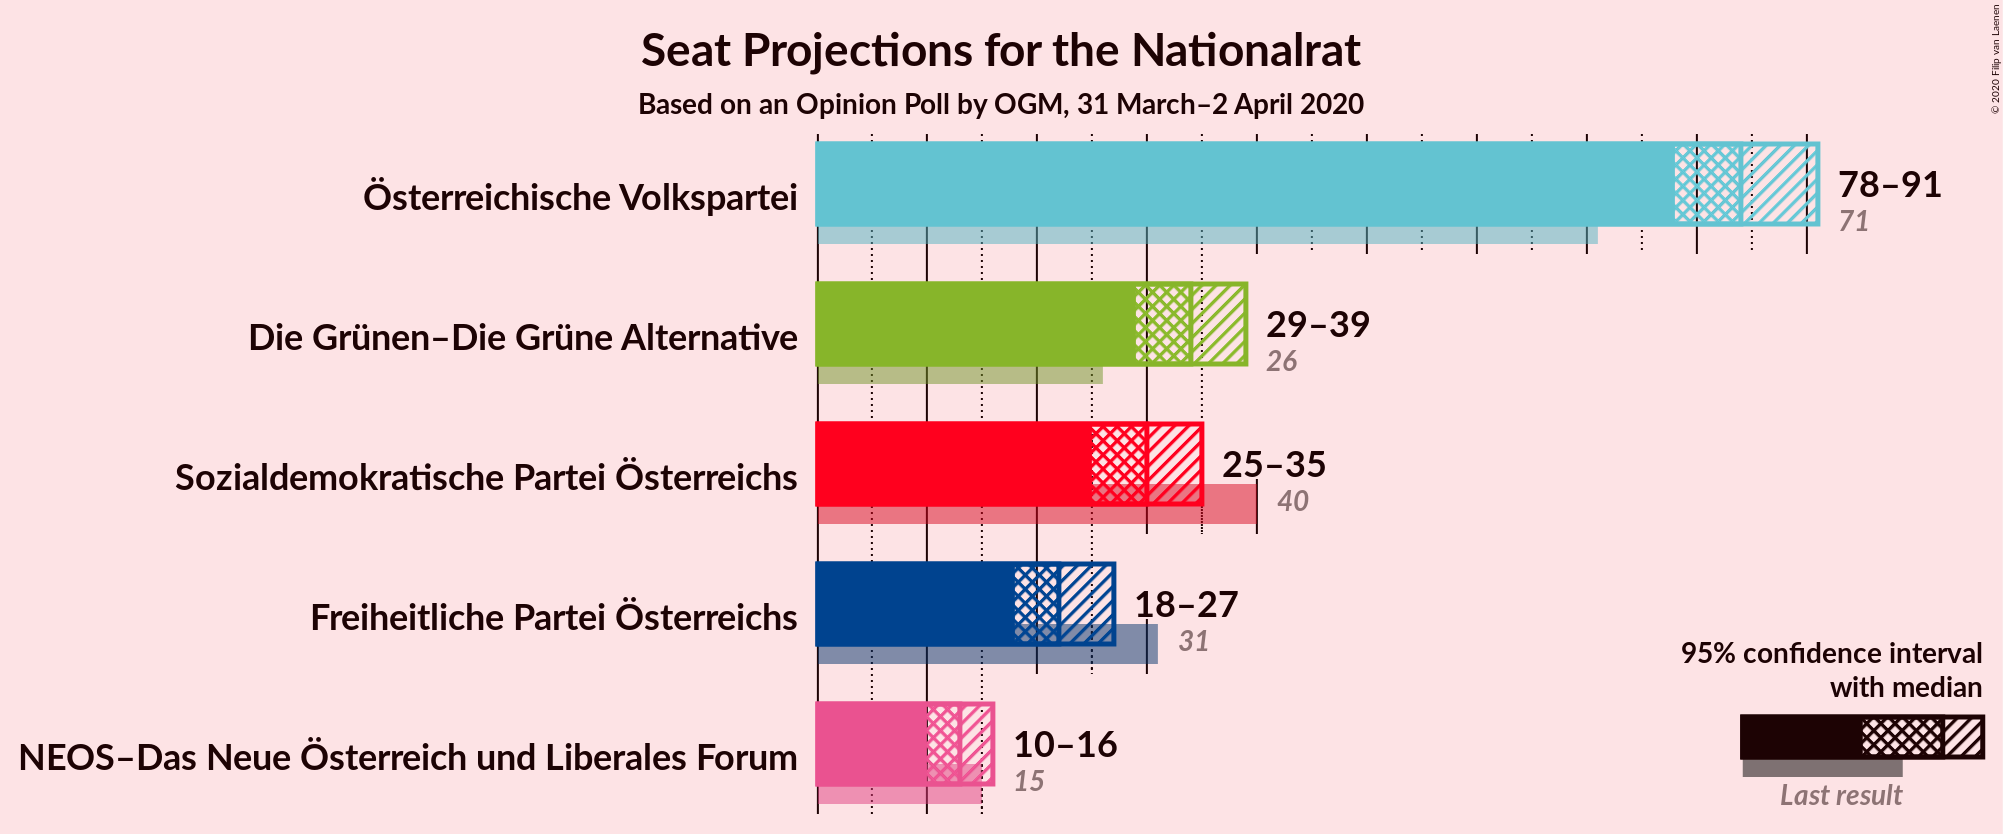 Seat Projections for the Nationalrat
Based on an Opinion Poll by OGM, 31 March–2 April 2020
© 2020 Filip van Laenen
Österreichische Volkspartei
78–91
71
Die Grünen–Die Grüne Alternative
29–39
26
Sozialdemokratische Partei Österreichs
25–35
40
Freiheitliche Partei Österreichs
18–27
31
NEOS–Das Neue Österreich und Liberales Forum
10–16
15
95% confidence interval
with median
Last result